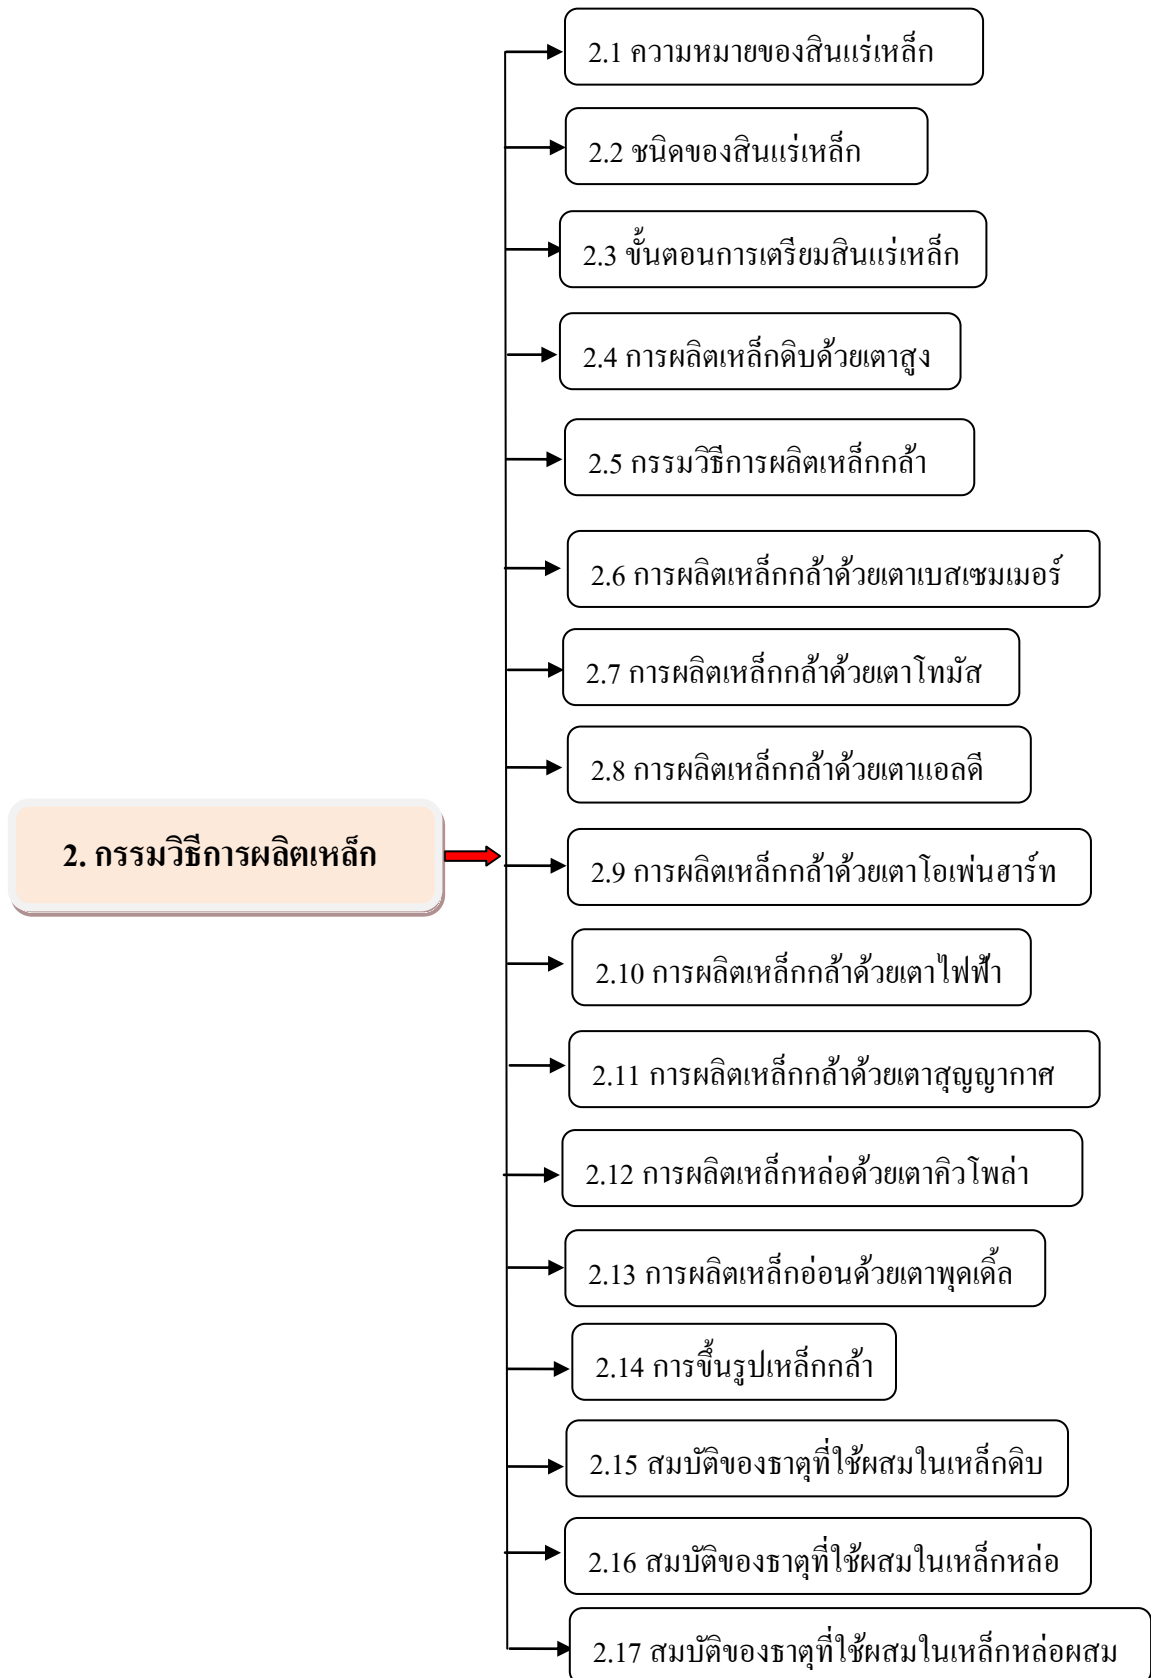 2.1 ความหมายของสินแร่เหล็ก
2.2 ชนิดของสินแร่เหล็ก
2.3 ขั้นตอนการเตรียมสินแร่เหล็ก
2.4 การผลิตเหล็กดิบด้วยเตาสูง
2.5 กรรมวิธีการผลิตเหล็กกล้า
2.6 การผลิตเหล็กกล้าด้วยเตาเบสเซมเมอร์
2.7 การผลิตเหล็กกล้าด้วยเตาโทมัส
2.8 การผลิตเหล็กกล้าด้วยเตาแอลดี
2. กรรมวิธีการผลิตเหล็ก
2.9 การผลิตเหล็กกล้าด้วยเตาโอเพ่นฮาร์ท
2.10 การผลิตเหล็กกล้าด้วยเตาไฟฟ้า
2.11 การผลิตเหล็กกล้าด้วยเตาสุญญากาศ
2.12 การผลิตเหล็กหล่อด้วยเตาคิวโพล่า
2.13 การผลิตเหล็กอ่อนด้วยเตาพุดเดิ้ล
2.14 การขึ้นรูปเหล็กกล้า
2.15 สมบัติของธาตุที่ใช้ผสมในเหล็กดิบ
2.16 สมบัติของธาตุที่ใช้ผสมในเหล็กหล่อ
2.17 สมบัติของธาตุที่ใช้ผสมในเหล็กหล่อผสม